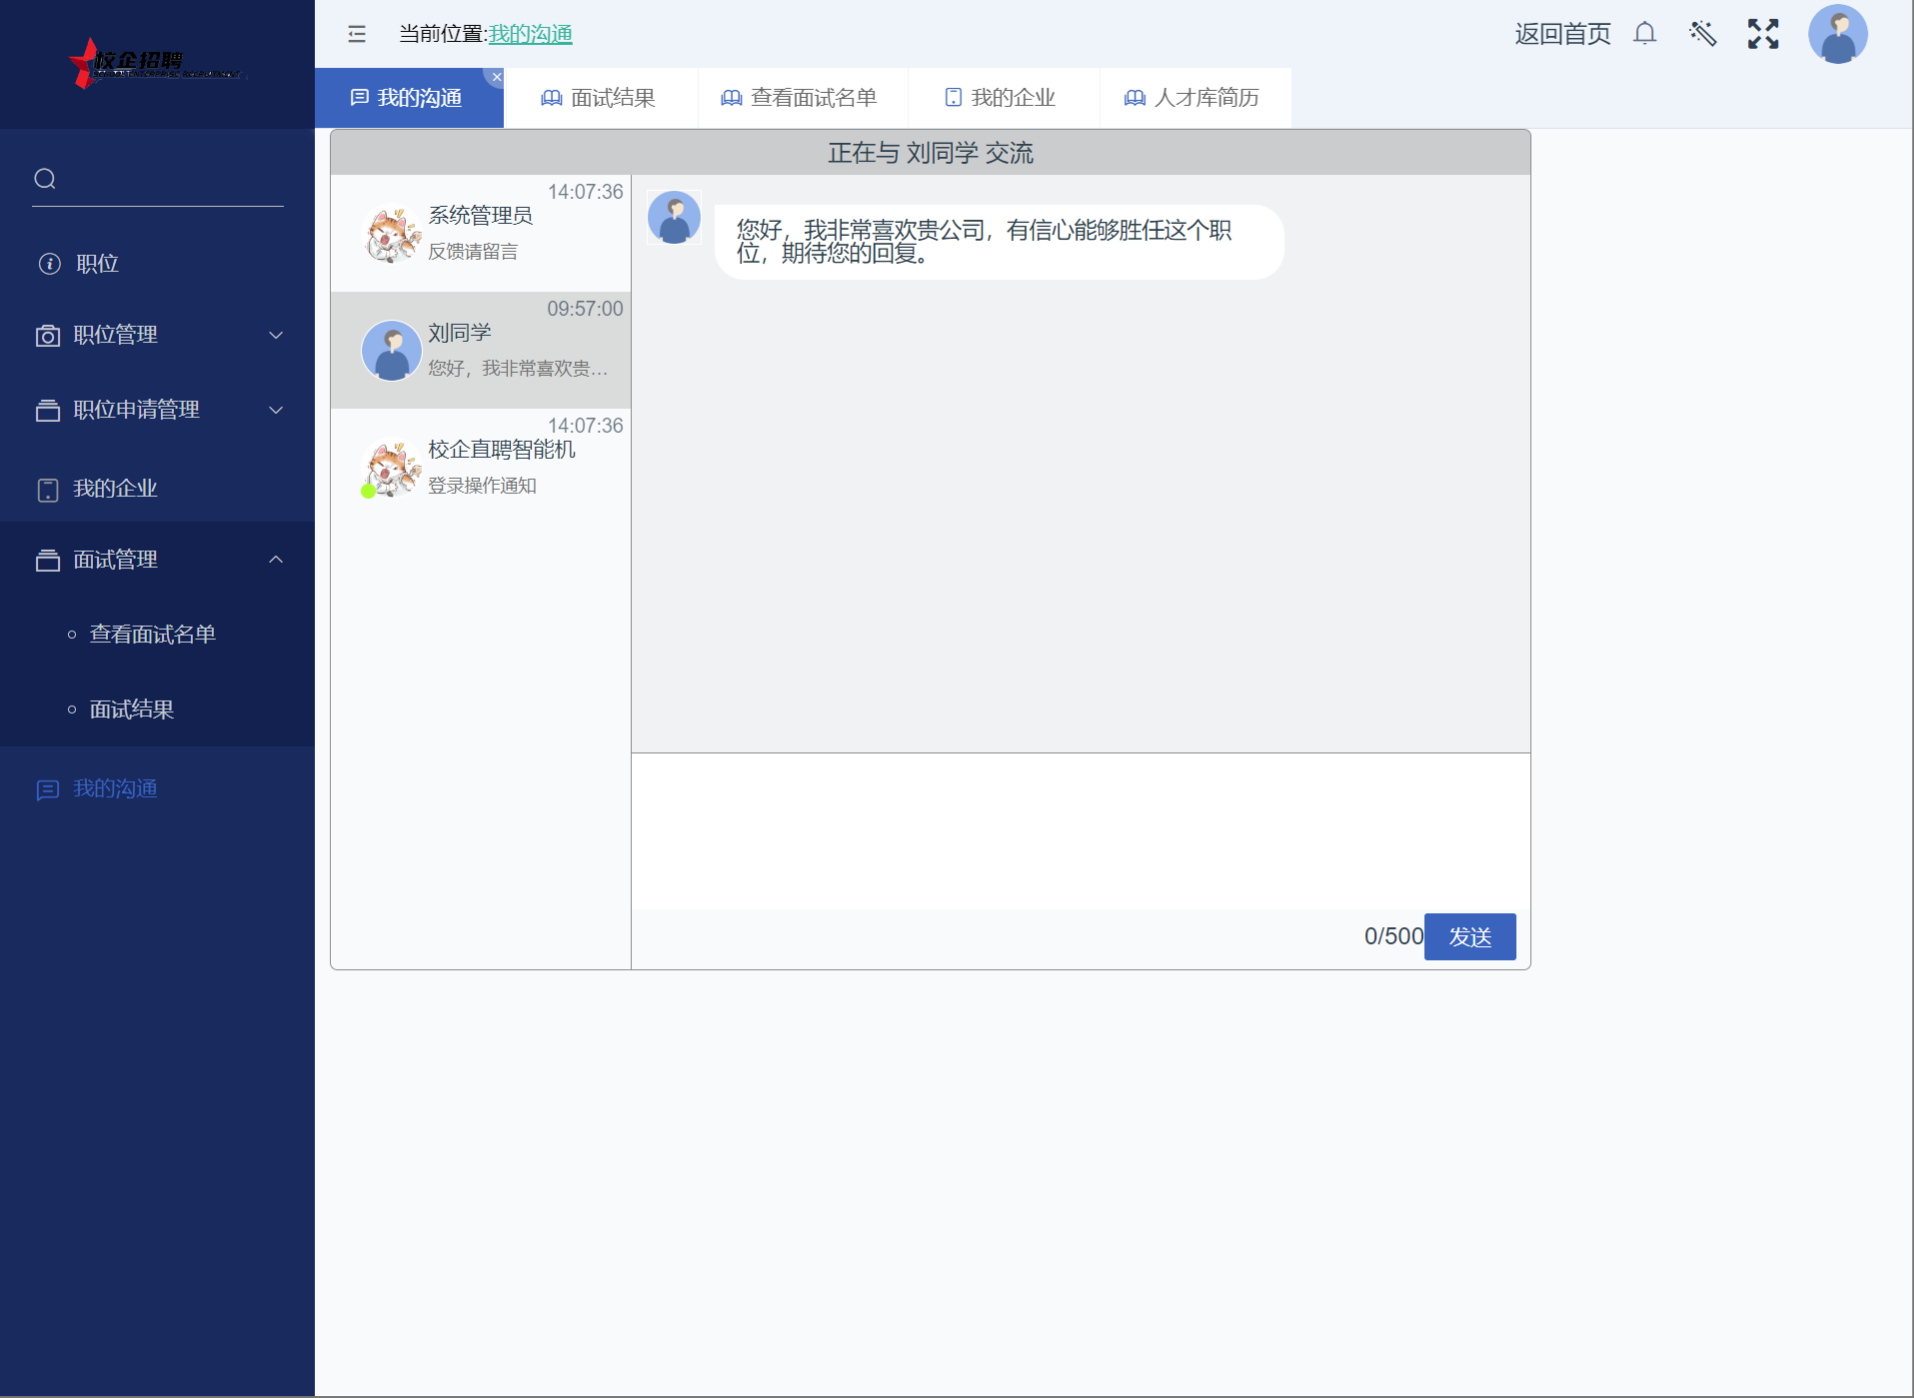 校企招聘
当前位置:我的沟通
返回首页
我的沟通
面试结果
查看面试名单
我的企业
人才库简历
职位
职位管理
职位申请管理
我的企业
面试管理
查看面试名单
面试结果
我的沟通
正在与 刘同学 交流
14:07:36
系统管理员
反馈请留言
09:57:00
刘同学
您好，我非常喜欢贵...
14:07:36
校企直聘智能机
登录操作通知
您好，我非常喜欢贵公司，有信心能够胜任这个职
位，期待您的回复。
0/500
发送